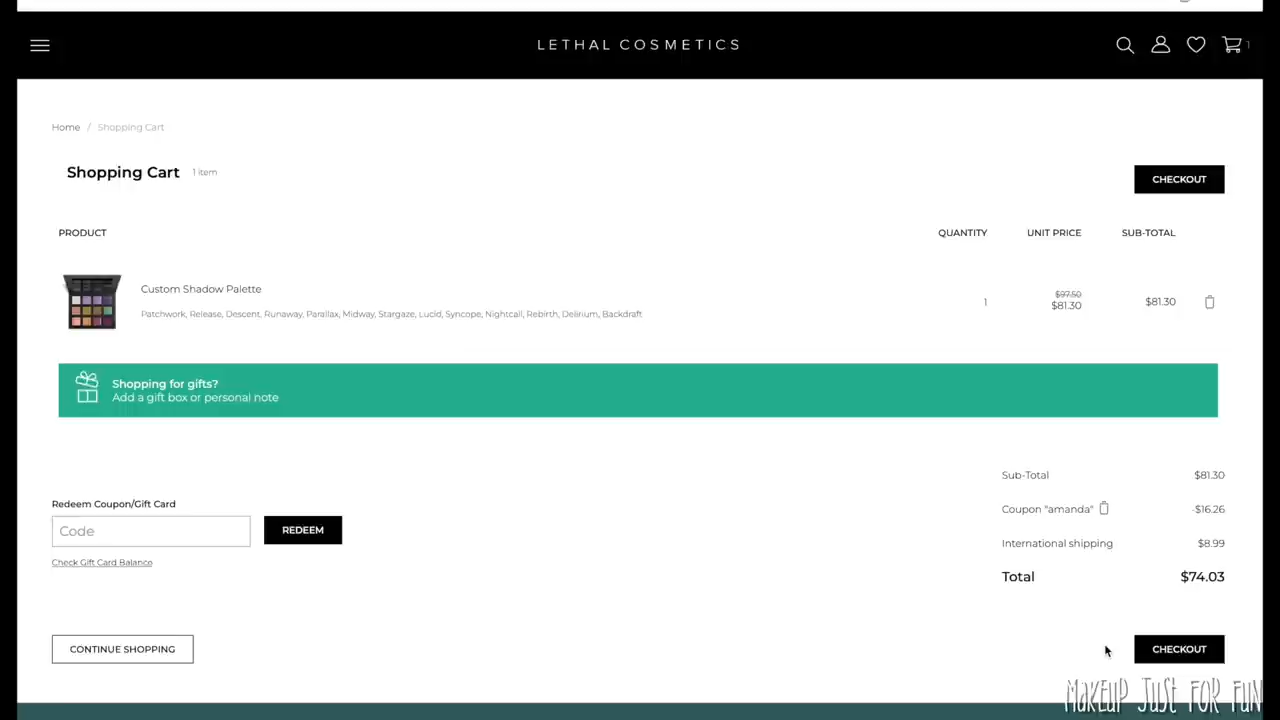 LETHAL COSMETICS
1
Home / Shopping Cart
Shopping Cart 1 item
CHECKOUT
PRODUCT QUANTITY UNIT PRICE SUB-TOTAL
Custom Shadow Palette
Patchwork, Release, Descent, Runaway, Parallax, Midway, Stargaze, Lucid, Syncope, Nightcall, Rebirth, Delirium, Backdraft
1
$97.50
$81.30
$81.30
Shopping for gifts?
Add a gift box or personal note
Sub-Total $81.30
Redeem Coupon/Gift Card
Coupon "amanda" -$16.26
Code
REDEEM
International shipping $8.99
Check Gift Card Balance
Total $74.03
CONTINUE SHOPPING
CHECKOUT
MAKEUP JUST FOR FUN